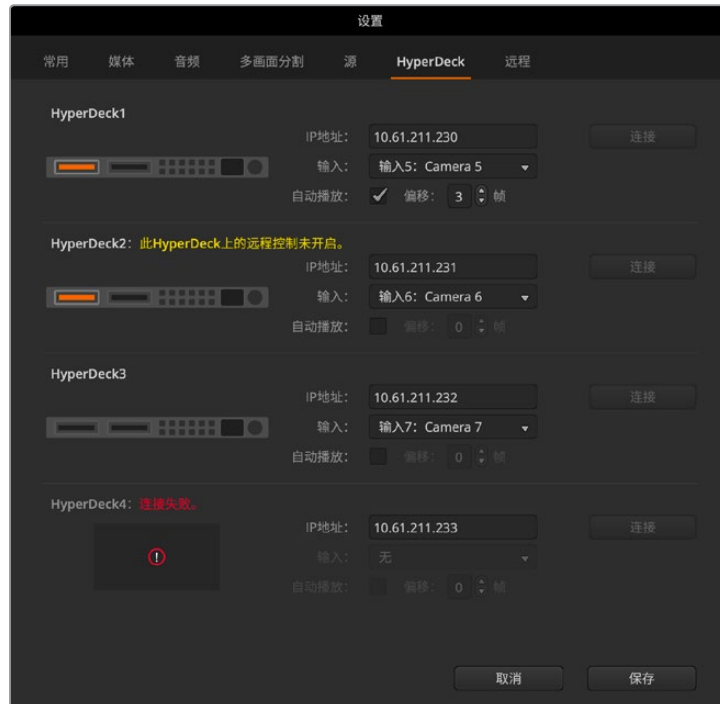 设置
常用 媒体 音频 多画面分割 源 HyperDeck 远程
HyperDeck1
IP地址： 10.61.211.230 连接
输入： 输入5：Camera 5
自动播放： 偏移： 3 帧
HyperDeck2：此HyperDeck上的远程控制未开启。
IP地址： 10.61.211.231 连接
输入： 输入6：Camera 6
自动播放： 偏移： 0 帧
HyperDeck3
IP地址： 10.61.211.232 连接
输入： 输入7：Camera 7
自动播放： 偏移： 0 帧
HyperDeck4：连接失败。
IP地址： 10.61.211.233 连接
输入： 无
自动播放： 偏移： 0 帧
取消 保存